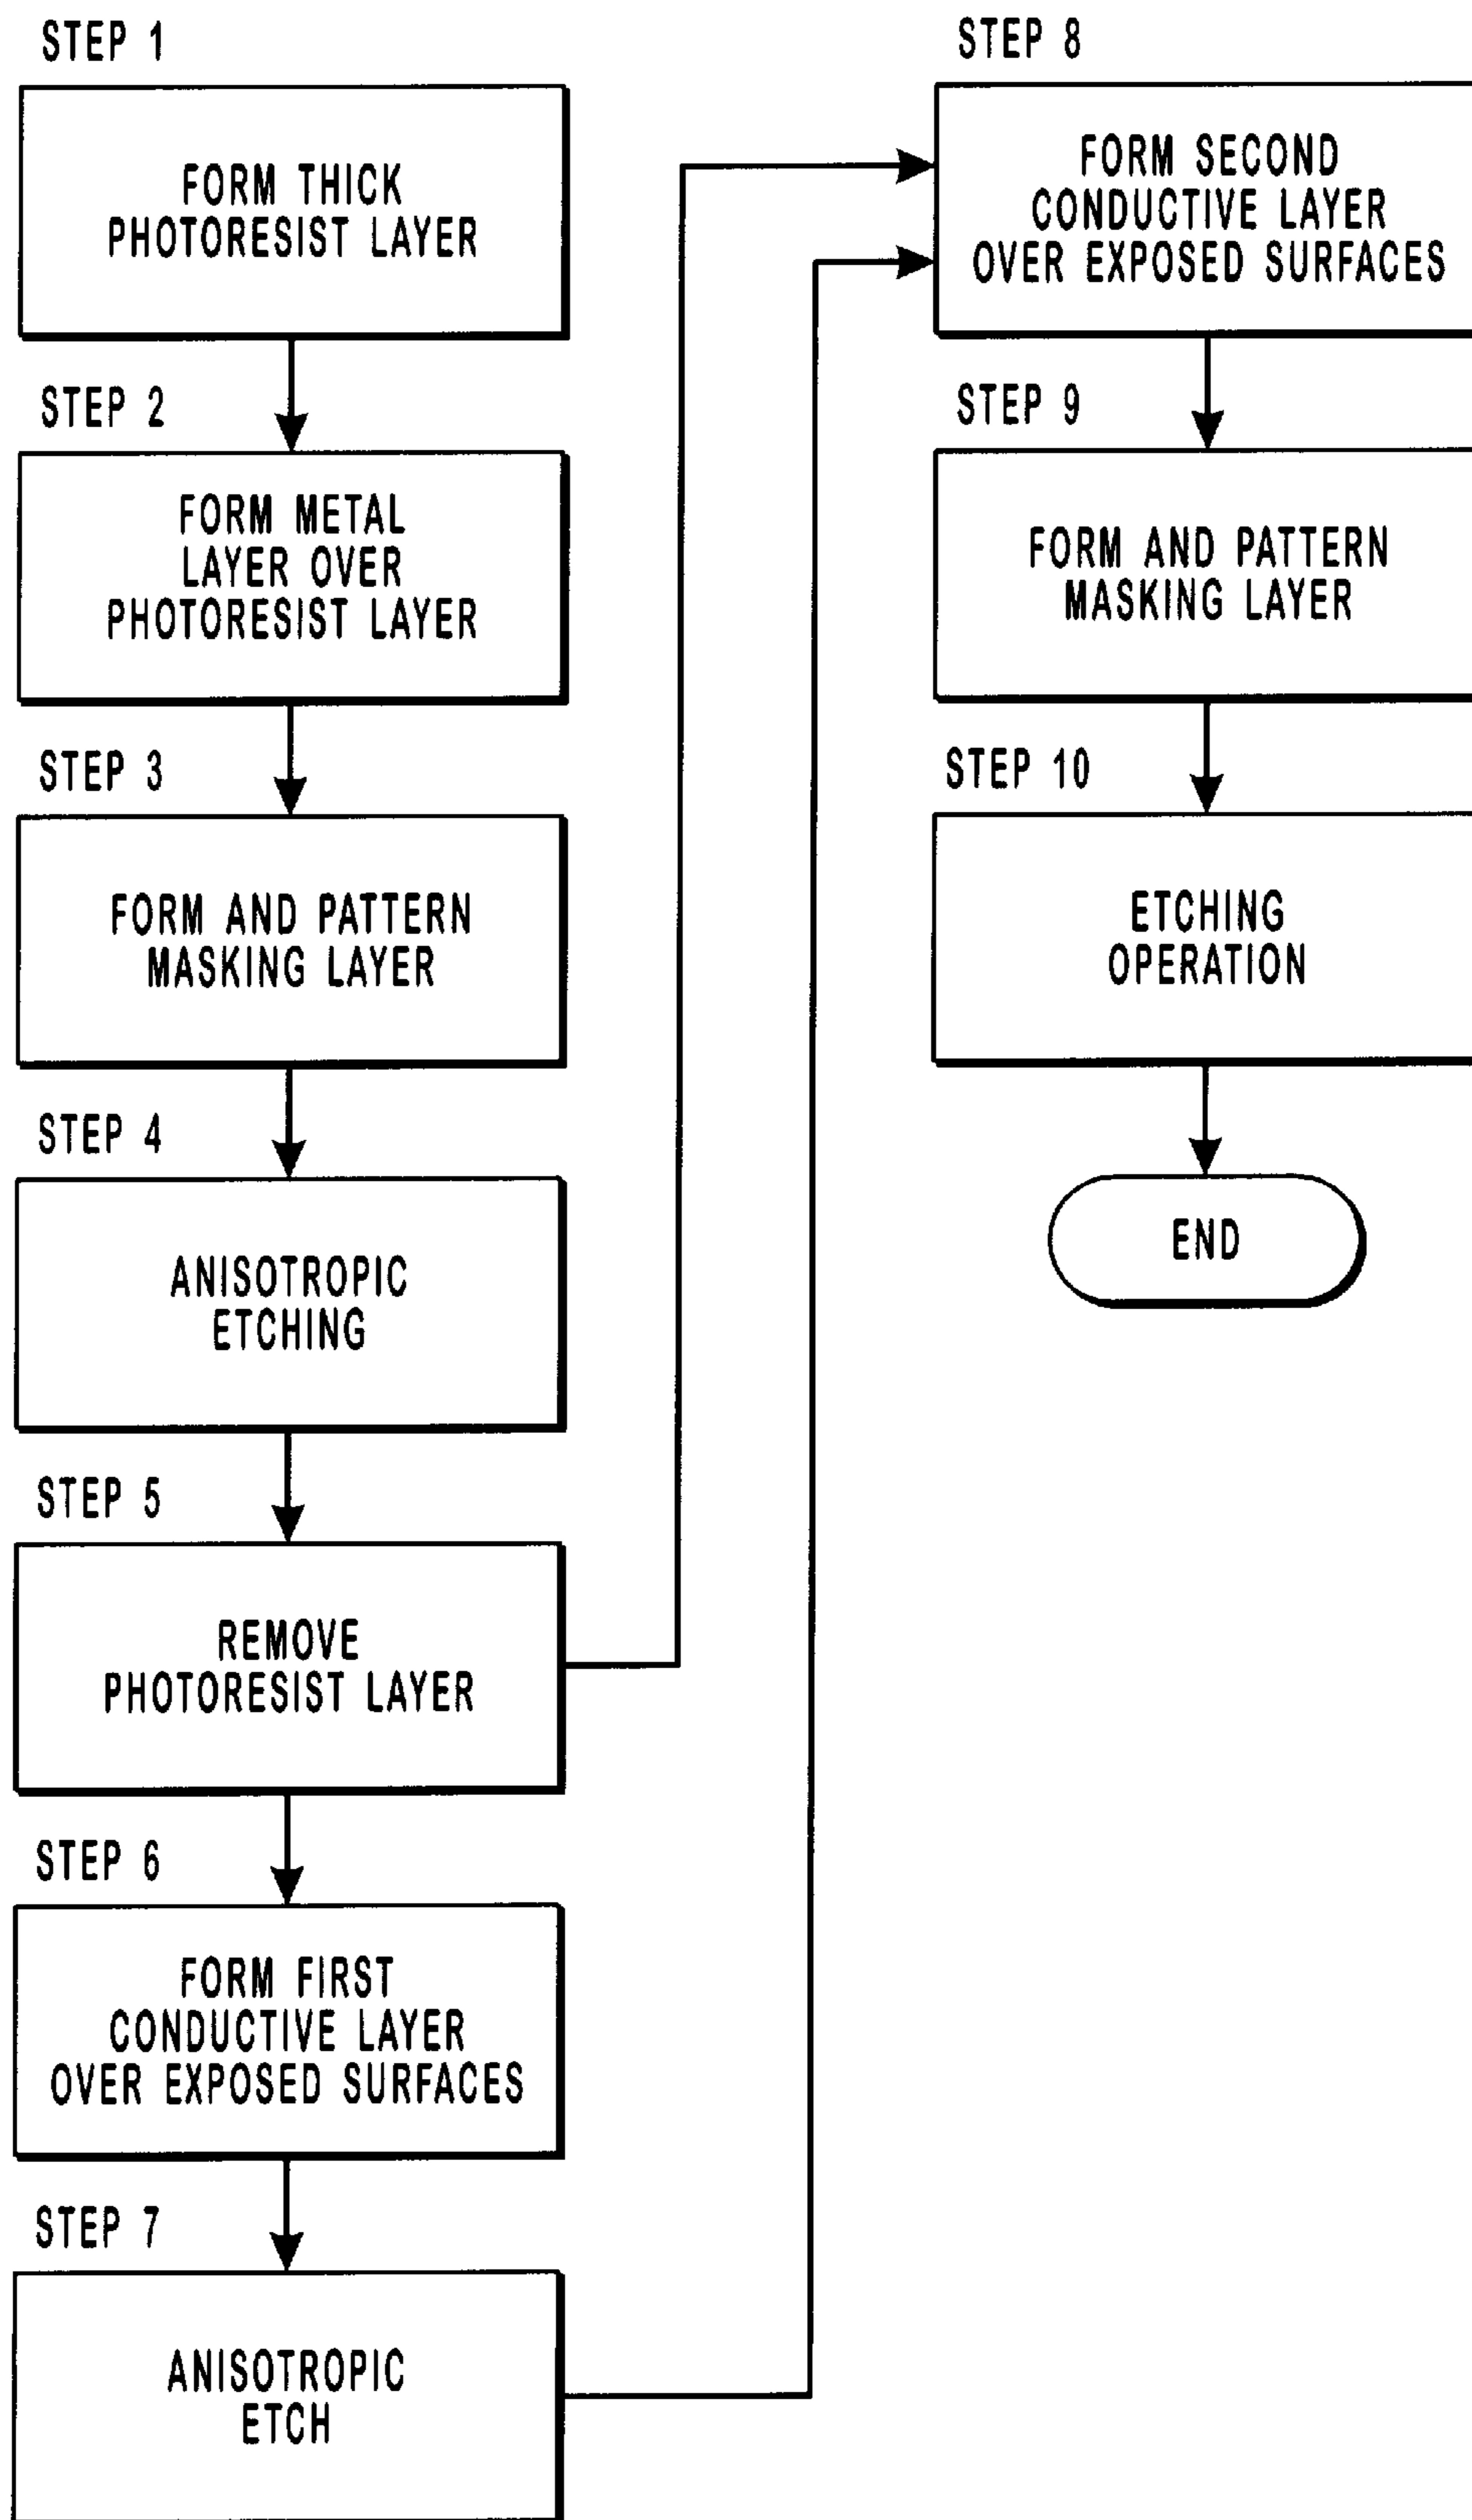 STEP 1
FORM THICK
PHOTORESIST LAYER
STEP 2
FORM METAL
LAYER OVER
PHOTORESIST LAYER
STEP 3
FORM AND PATTERN
MASKING LAYER
STEP 4
ANISOTROPIC
ETCHING
STEP 5
REMOVE
PHOTORESIST LAYER
STEP 6
FORM FIRST
CONDUCTIVE LAYER
OVER EXPOSED SURFACES
STEP 7
ANISOTROPIC
ETCH
STEP 8
FORM SECOND
CONDUCTIVE LAYER
OVER EXPOSED SURFACES
STEP 9
FORM AND PATTERN
MASKING LAYER
STEP 10
ETCHING
OPERATION
END